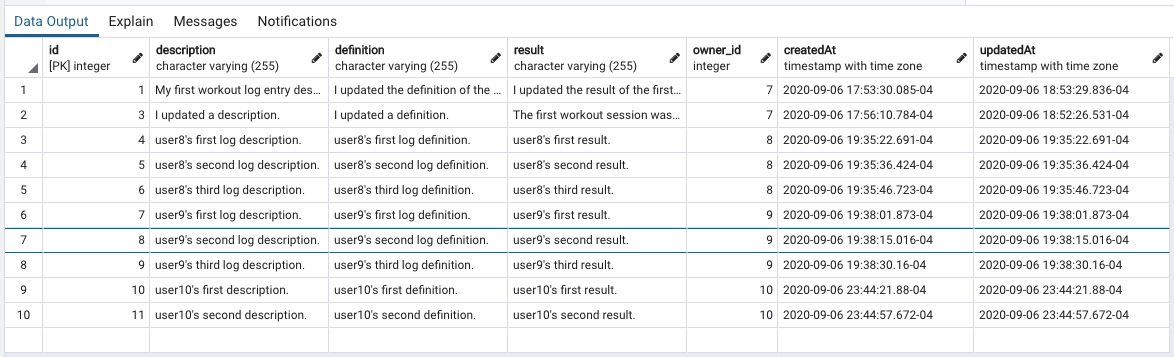 Data Output Explain Messages Notifications
id description definition result owner_id createdAt updatedAt
[PK] integer character varying (255) character varying (255) character varying (255) integer timestamp with time zone timestamp with time zone
1 1 My first workout log entry des... I updated the definition of the ... I updated the result of the first... 7 2020-09-06 17:53:30.085-04 2020-09-06 18:53:29.836-04
2 3 I updated a description. I updated a definition. The first workout session was... 7 2020-09-06 17:56:10.784-04 2020-09-06 18:52:26.531-04
3 4 user8's first log description. user8's first log definition. user8's first result. 8 2020-09-06 19:35:22.691-04 2020-09-06 19:35:22.691-04
4 5 user8's second log description. user8's second log definition. user8's second result. 8 2020-09-06 19:35:36.424-04 2020-09-06 19:35:36.424-04
5 6 user8's third log description. user8's third log definition. user8's third result. 8 2020-09-06 19:35:46.723-04 2020-09-06 19:35:46.723-04
6 7 user9's first log description. user9's first log definition. user9's first result. 9 2020-09-06 19:38:01.873-04 2020-09-06 19:38:01.873-04
7 8 user9's second log description. user9's second log definition. user9's second result. 9 2020-09-06 19:38:15.016-04 2020-09-06 19:38:15.016-04
8 9 user9's third log description. user9's third log definition. user9's third result. 9 2020-09-06 19:38:30.16-04 2020-09-06 19:38:30.16-04
9 10 user10's first description. user10's first definition. user10's first result. 10 2020-09-06 23:44:21.88-04 2020-09-06 23:44:21.88-04
10 11 user10's second description. user10's second definition. user10's second result. 10 2020-09-06 23:44:57.672-04 2020-09-06 23:44:57.672-04